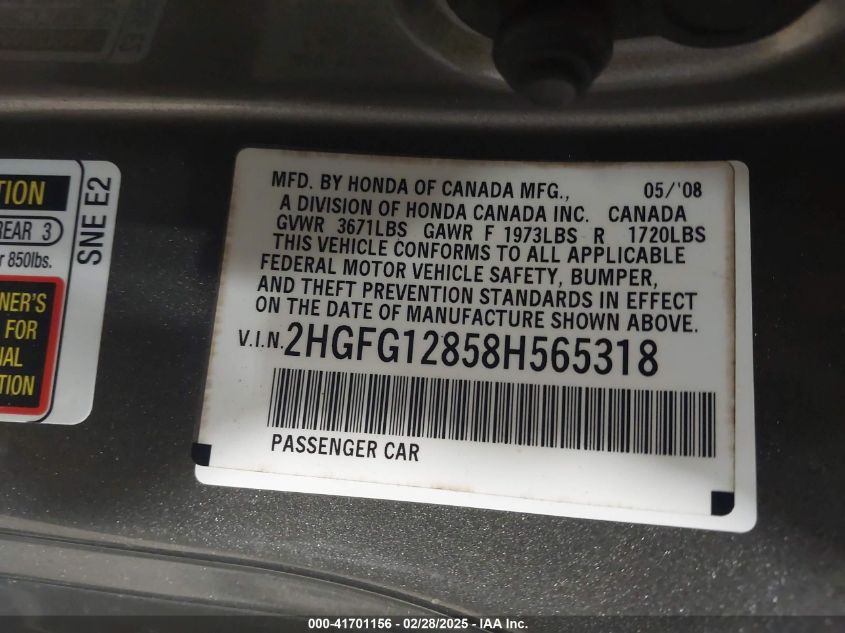 TION
REAR 3
r 850lbs.
SNE E2
NER'S
FOR
IAL
TION
MFD. BY HONDA OF CANADA MFG., 05/'08
A DIVISION OF HONDA CANADA INC. CANADA
GVWR 3671LBS GAWR F 1973LBS R 1720LBS
THIS VEHICLE CONFORMS TO ALL APPLICABLE
FEDERAL MOTOR VEHICLE SAFETY, BUMPER,
AND THEFT PREVENTION STANDARDS IN EFFECT
ON THE DATE OF MANUFACTURE SHOWN ABOVE.
V.I.N. 2HGFG12858H565318
PASSENGER CAR
000-41701156 - 02/28/2025 - IAA Inc.